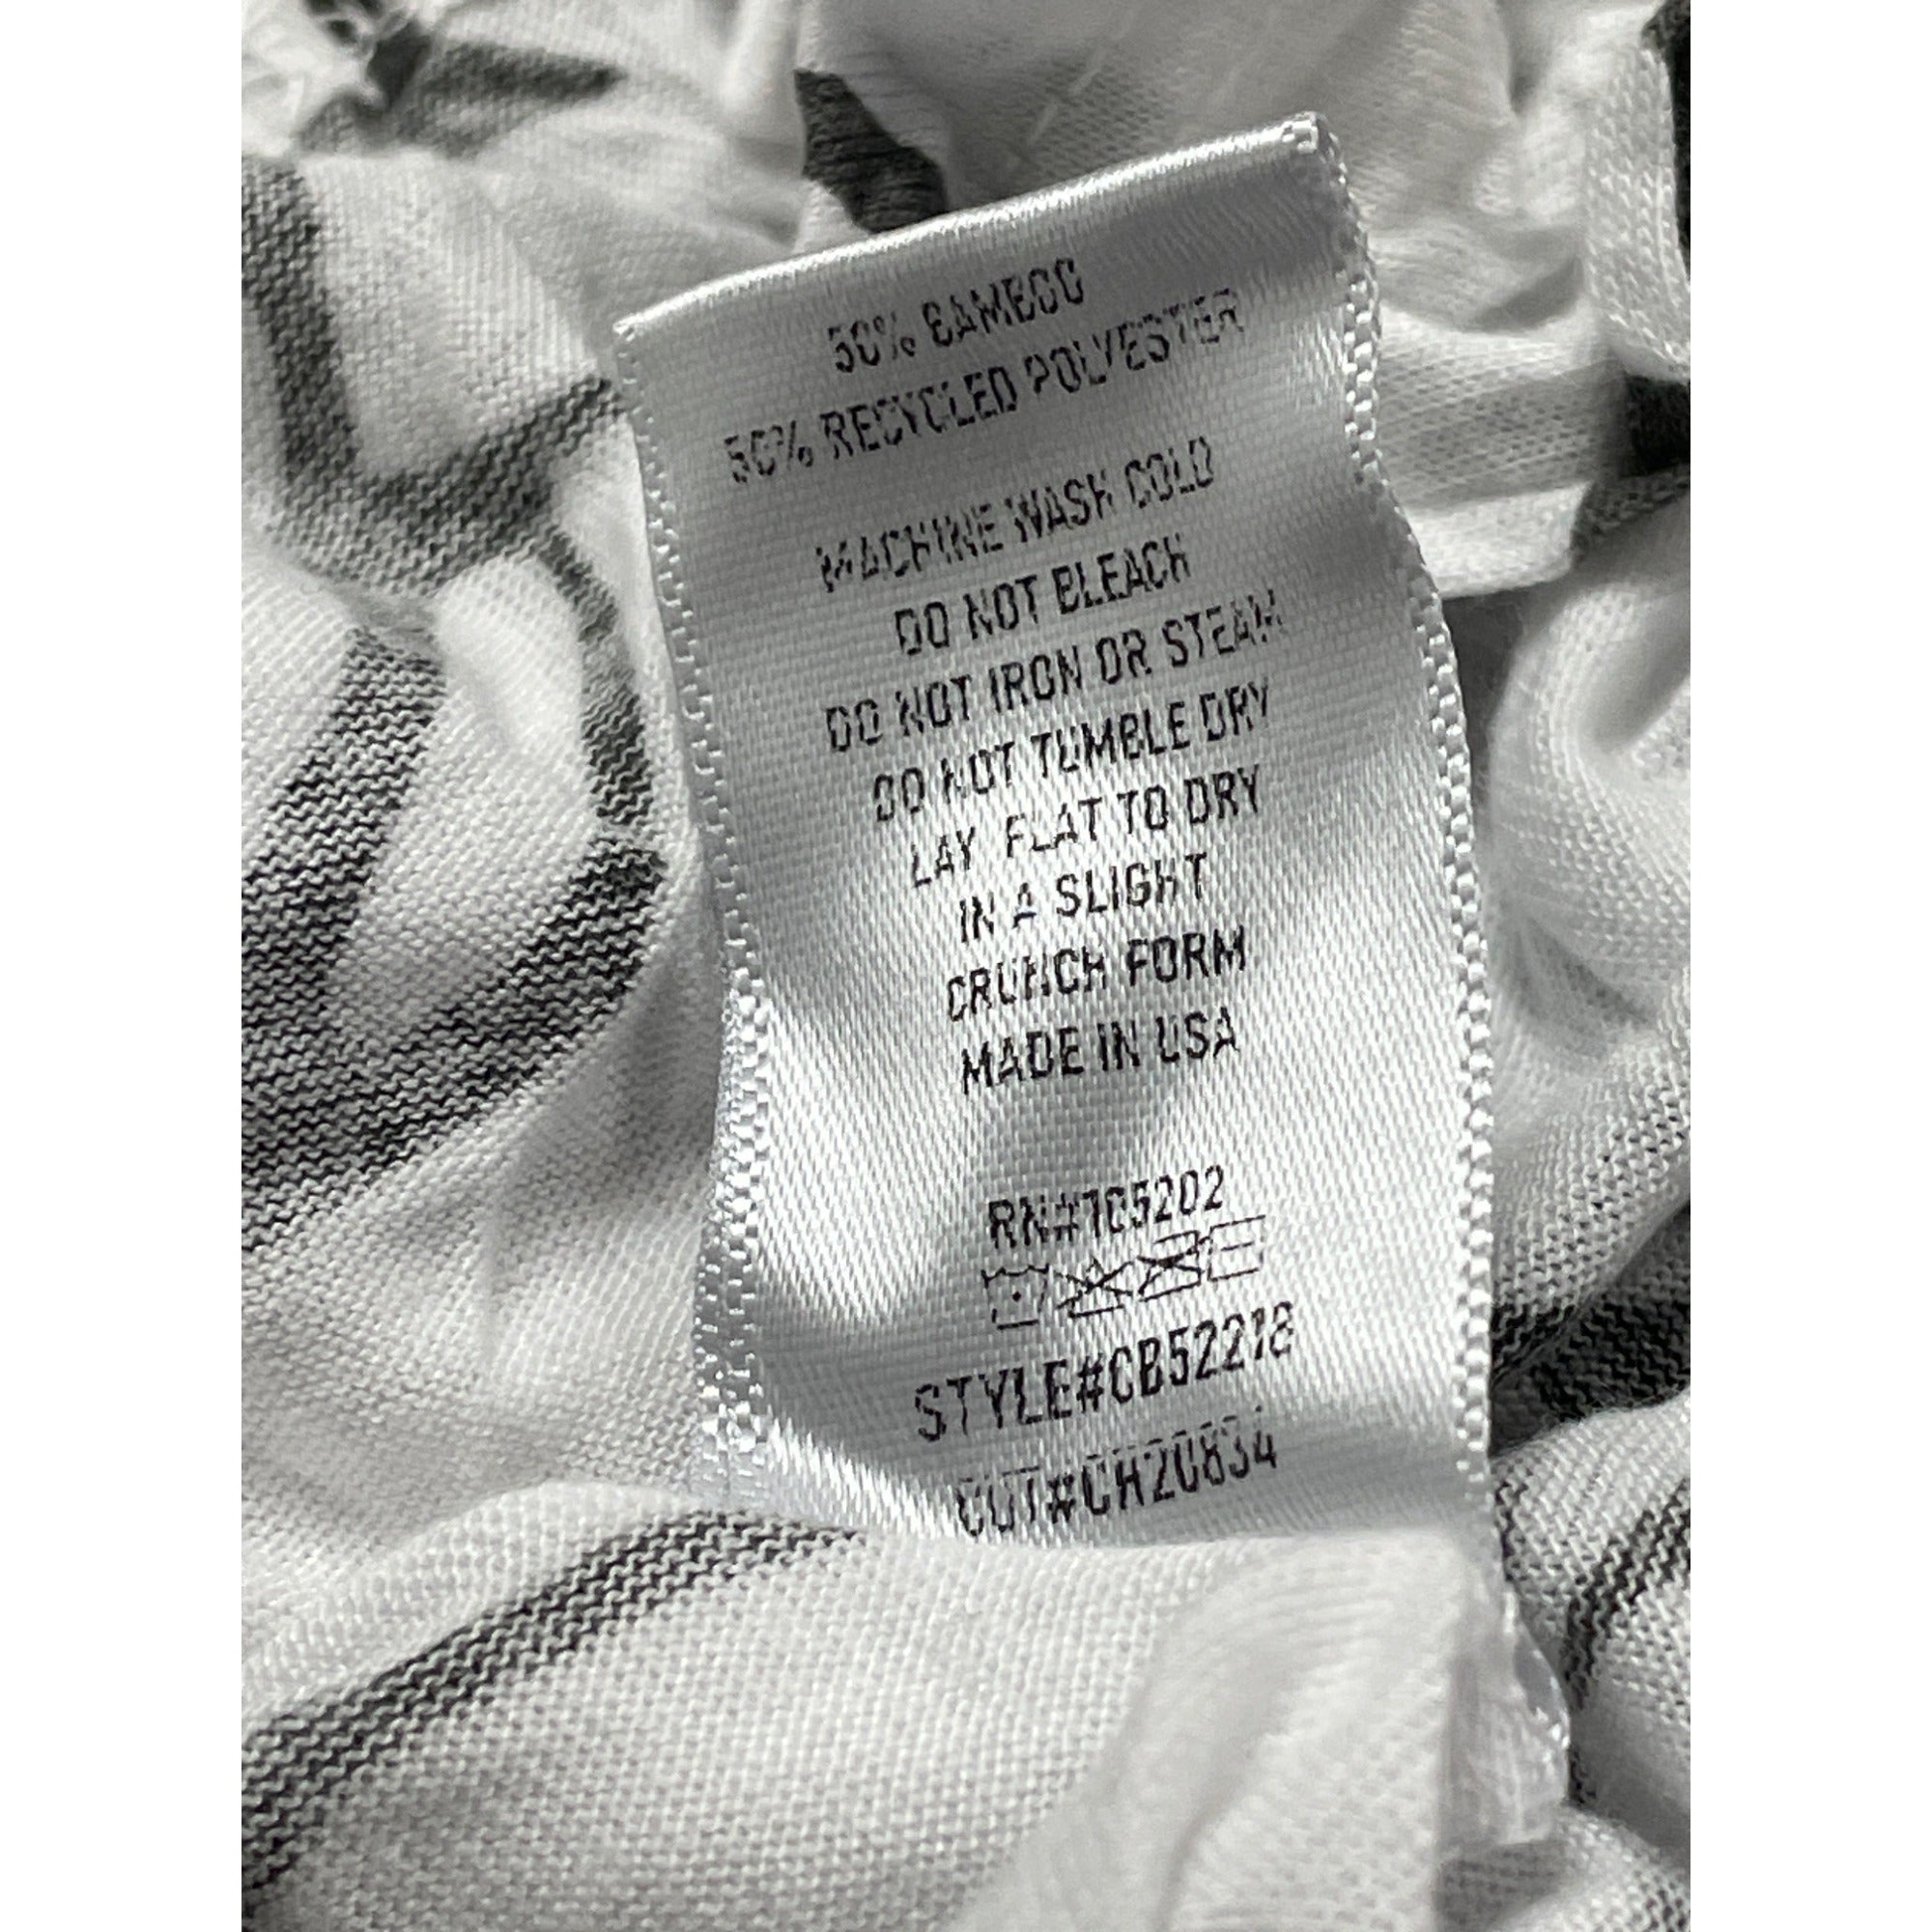 50% BAMBOO
50% RECYCLED POLYESTER
MACHINE WASH COLD
DO NOT BLEACH
DO NOT IRON OR STEAM
DO NOT TUMBLE DRY
LAY FLAT TO DRY
IN A SLIGHT
CRUNCH FORM
MADE IN USA
RN#105202
STYLE#CB52218
CUT#CH20834